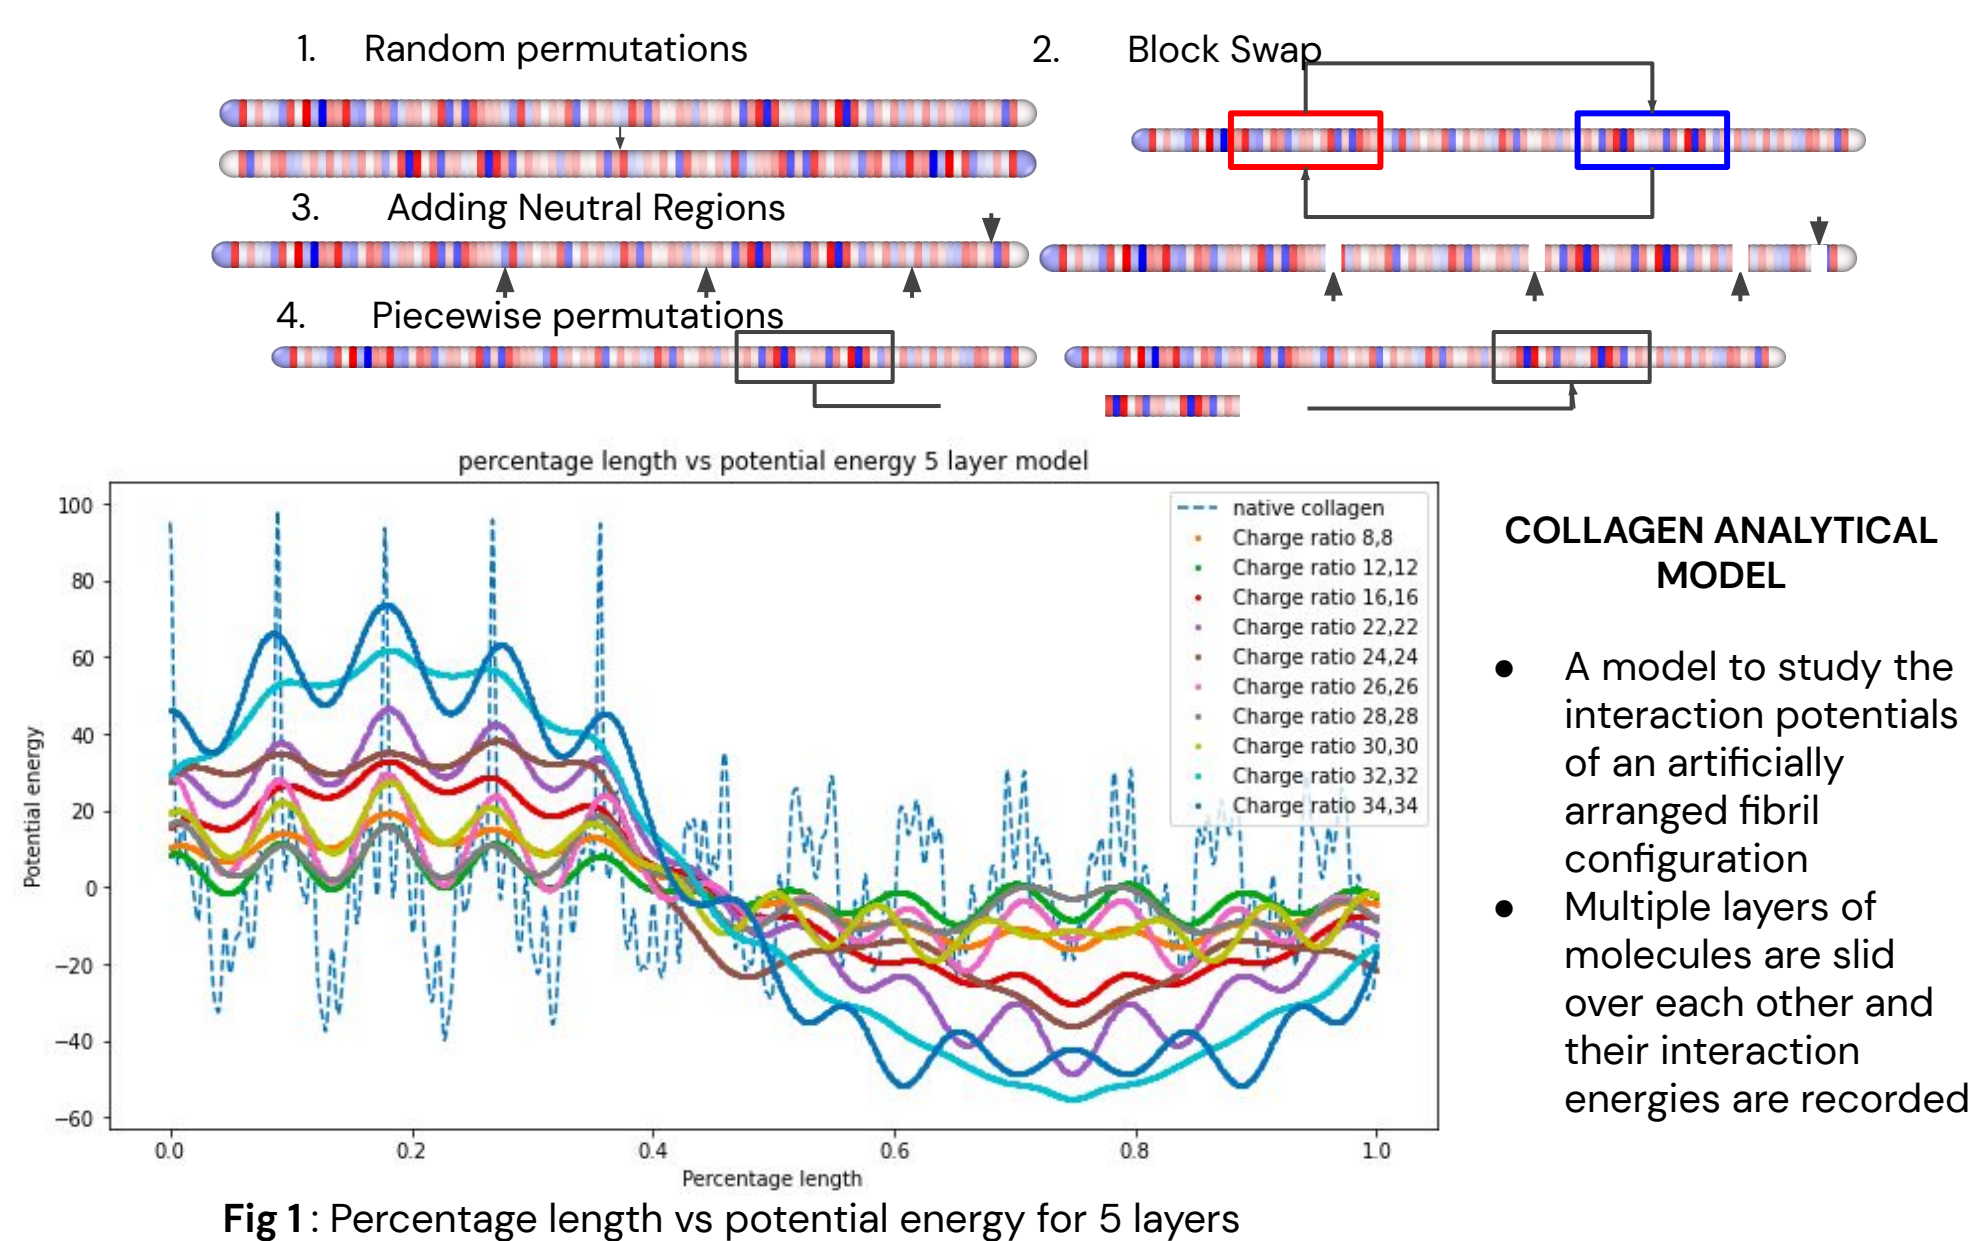 1. Random permutations
2. Block Swap
3. Adding Neutral Regions
4. Piecewise permutations
percentage length vs potential energy 5 layer model
100
80
60
40
20
0
−20
−40
−60
Potential energy
0.0 0.2 0.4 0.6 0.8 1.0
Percentage length
native collagen
Charge ratio 8,8
Charge ratio 12,12
Charge ratio 16,16
Charge ratio 22,22
Charge ratio 24,24
Charge ratio 26,26
Charge ratio 28,28
Charge ratio 30,30
Charge ratio 32,32
Charge ratio 34,34
Fig 1: Percentage length vs potential energy for 5 layers
COLLAGEN ANALYTICAL
MODEL
● A model to study the
interaction potentials
of an artificially
arranged fibril
configuration
● Multiple layers of
molecules are slid
over each other and
their interaction
energies are recorded